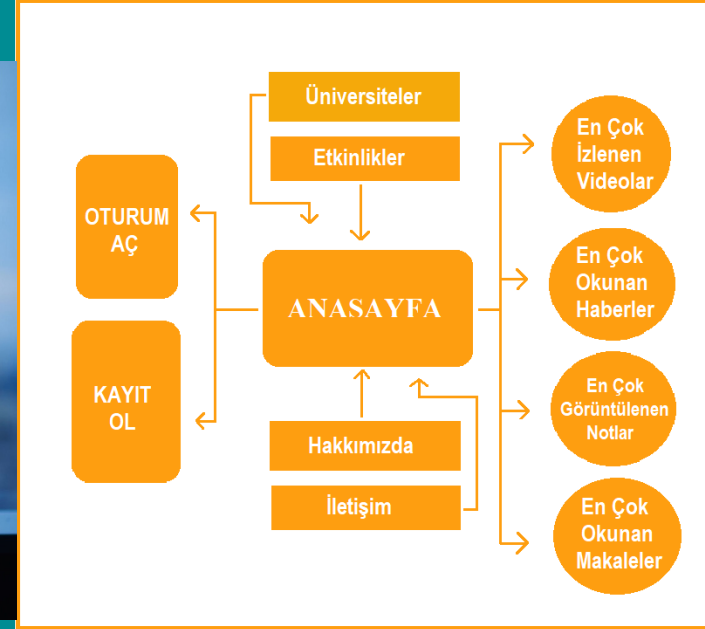 Üniversiteler
Etkinlikler
OTURUM
AÇ
KAYIT
OL
ANASAYFA
Hakkımızda
İletişim
En Çok
İzlenen
Videolar
En Çok
Okunan
Haberler
En Çok
Görüntülenen
Notlar
En Çok
Okunan
Makaleler